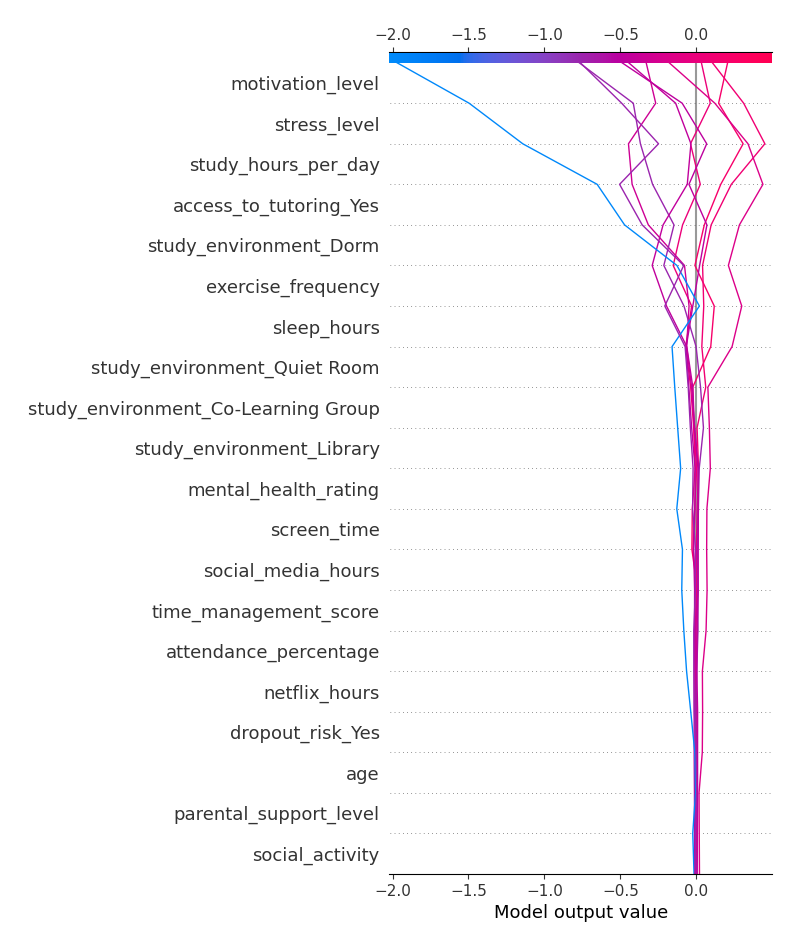 −2.0 −1.5 −1.0 −0.5 0.0
motivation_level
stress_level
study_hours_per_day
access_to_tutoring_Yes
study_environment_Dorm
exercise_frequency
sleep_hours
study_environment_Quiet Room
study_environment_Co-Learning Group
study_environment_Library
mental_health_rating
screen_time
social_media_hours
time_management_score
attendance_percentage
netflix_hours
dropout_risk_Yes
age
parental_support_level
social_activity
−2.0 −1.5 −1.0 −0.5 0.0
Model output value